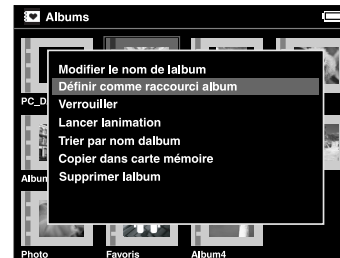 Albums
Modifier le nom de lalbum
Définir comme raccourci album
Verrouiller
Lancer lanimation
Trier par nom dalbum
Copier dans carte mémoire
Supprimer lalbum
PC_D
Album
Photo
Favoris
Album4